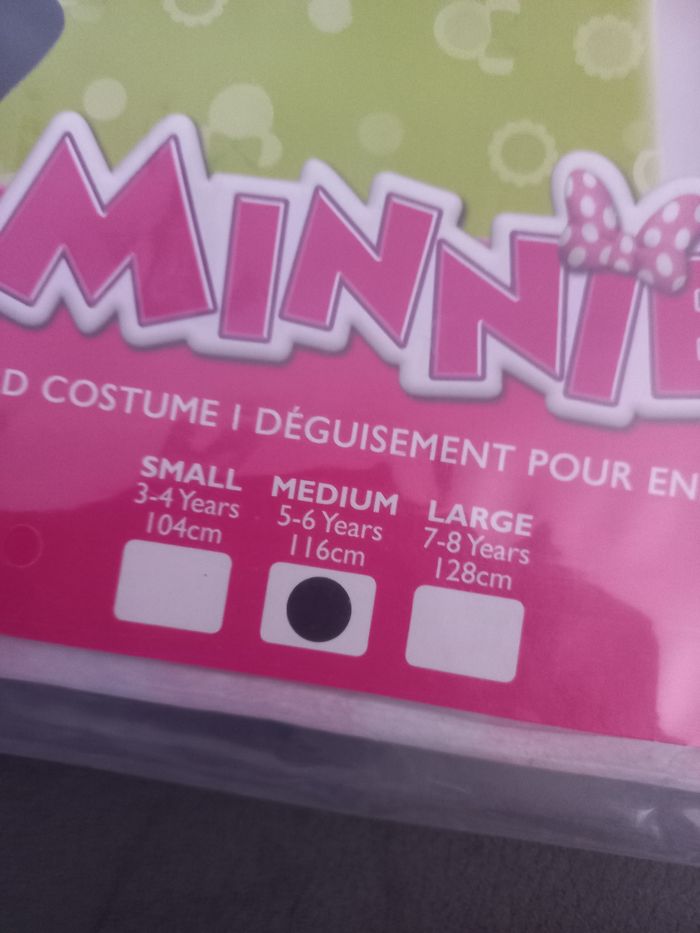 MINNIE
D COSTUME | DÉGUISEMENT POUR EN
SMALL
3-4 Years
104cm
MEDIUM
5-6 Years
116cm
LARGE
7-8 Years
128cm